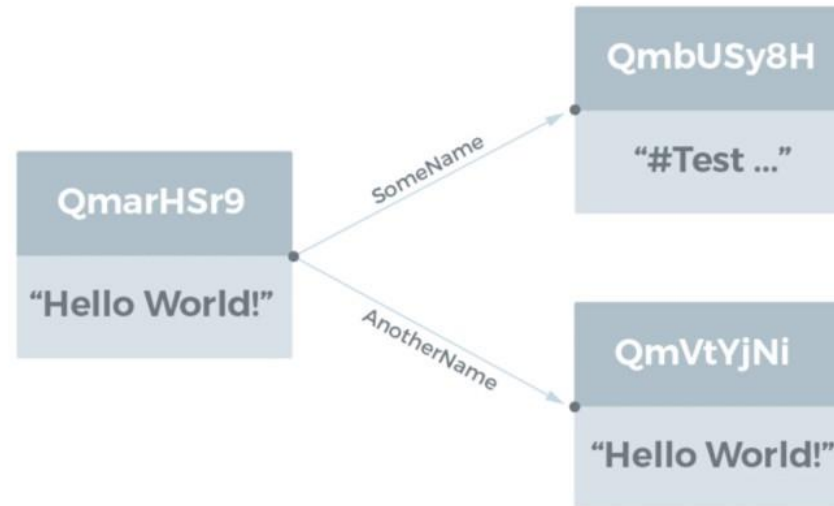 QmarHSr9
“Hello World!”
SomeName
AnotherName
QmbUSy8H
“#Test ...”
QmVtYjNi
“Hello World!”